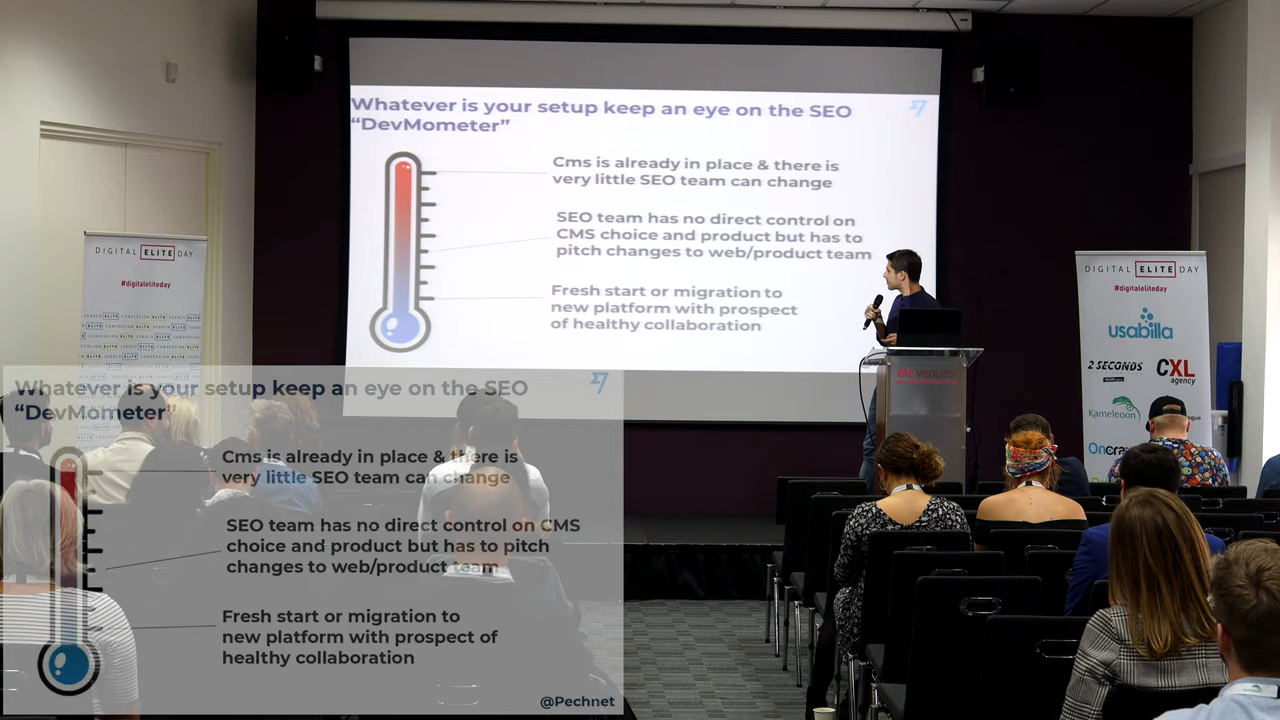 Whatever is your setup keep an eye on the SEO
“DevMometer”
Cms is already in place & there is
very little SEO team can change
SEO team has no direct control on
CMS choice and product but has to
pitch changes to web/product team
Fresh start or migration to
new platform with prospect
of healthy collaboration
DIGITAL ELITE DAY
#digitaleliteday
DIGITAL ELITE DAY
#digitaleliteday
usabilla
2 SECONDS
CXL
agency
Kameleoon
Oncra
etc.venues
Whatever is your setup keep an eye on the SEO
“DevMometer”
Cms is already in place & there is
very little SEO team can change
SEO team has no direct control on CMS
choice and product but has to pitch
changes to web/product team
Fresh start or migration to
new platform with prospect of
healthy collaboration
@Pechnet